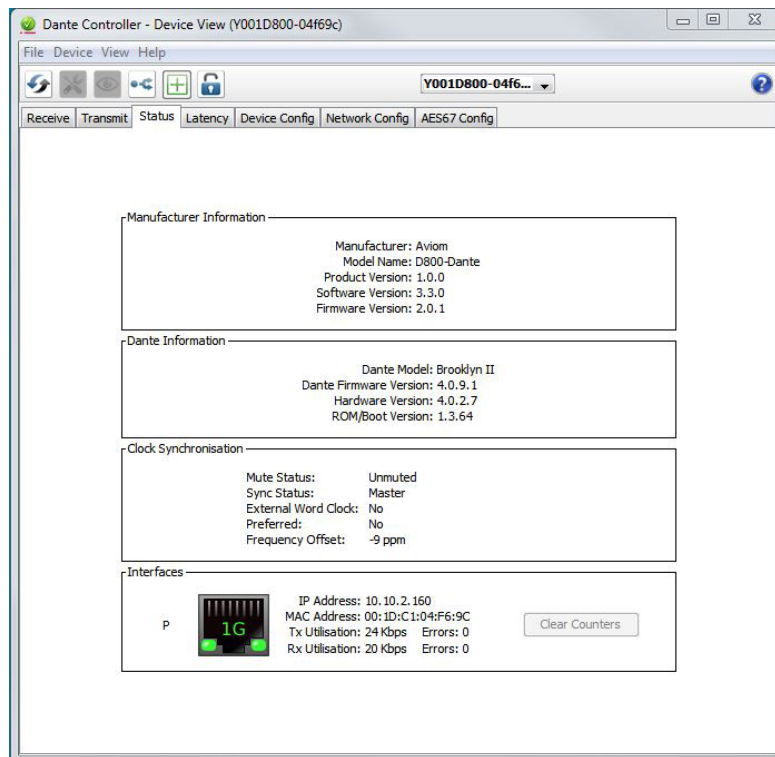 Dante Controller - Device View (Y001D800-04f69c)
File Device View Help
Y001D800-04f6...
Receive Transmit Status Latency Device Config Network Config AES67 Config
Manufacturer Information
Manufacturer: Aviom
Model Name: D800-Dante
Product Version: 1.0.0
Software Version: 3.3.0
Firmware Version: 2.0.1
Dante Information
Dante Model: Brooklyn II
Dante Firmware Version: 4.0.9.1
Hardware Version: 4.0.2.7
ROM/Boot Version: 1.3.64
Clock Synchronisation
Mute Status: Unmuted
Sync Status: Master
External Word Clock: No
Preferred: No
Frequency Offset: -9 ppm
Interfaces
P
1G
IP Address: 10.10.2.160
MAC Address: 00:1D:C1:04:F6:9C
Tx Utilisation: 24 Kbps Errors: 0
Rx Utilisation: 20 Kbps Errors: 0
Clear Counters